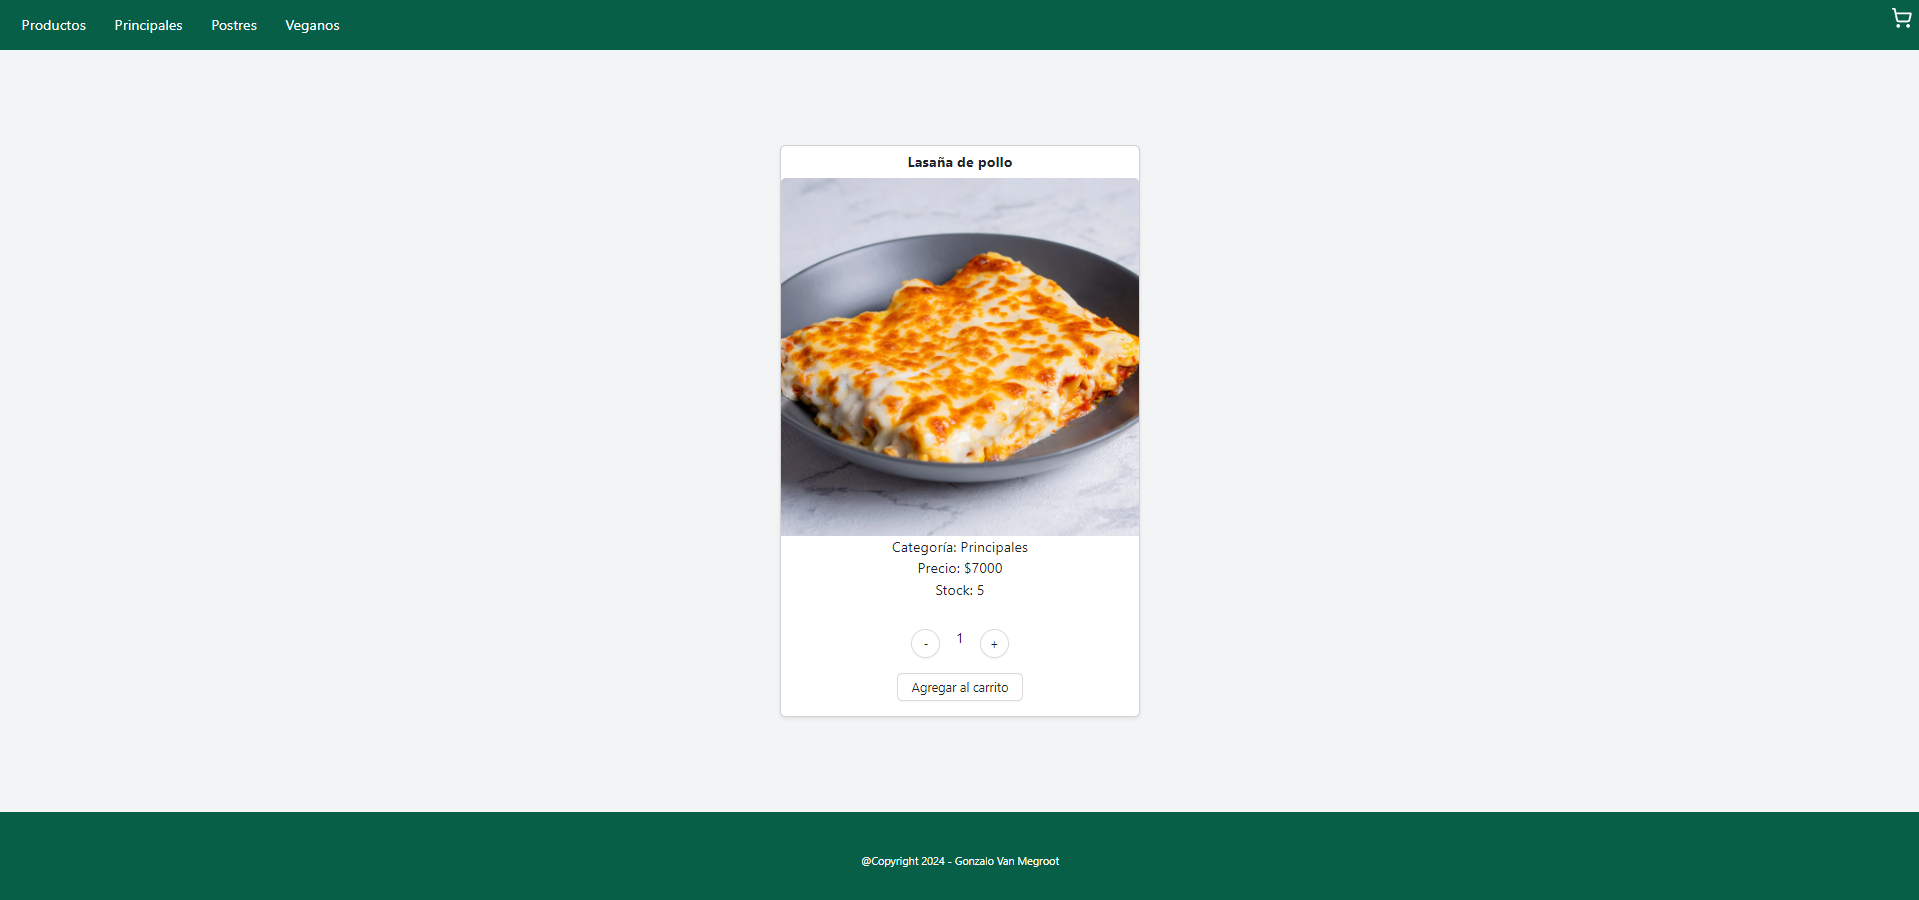 Productos Principales Postres Veganos
Lasaña de pollo
Categoría: Principales
Precio: $7000
Stock: 5
- 1 +
Agregar al carrito
@Copyright 2024 - Gonzalo Van Megroot